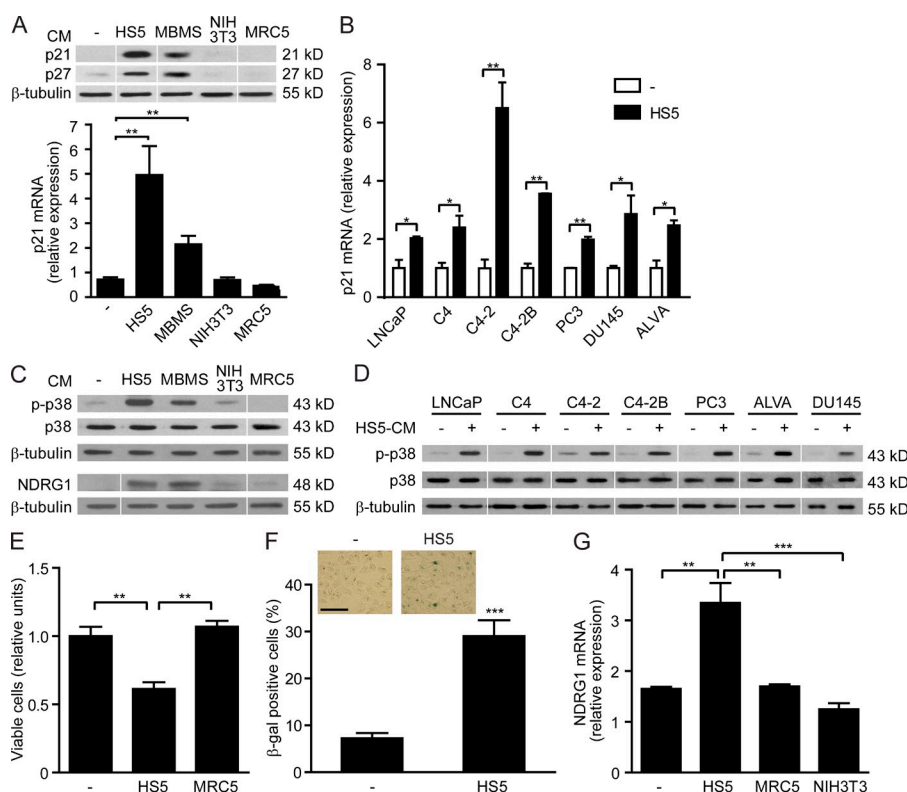 A
CM - HS5 MBMS NIH 3T3 MRC5
p21 21 kD
p27 27 kD
β-tubulin 55 kD
p21 mRNA
(relative expression)
7
6
5
4
3
2
1
0
**
**
- HS5 MBMS NIH3T3 MRC5
B
p21 mRNA (relative expression)
8
6
4
2
0
* * ** ** ** * *
-
HS5
LNCaP C4 C4-2 C4-2B PC3 DU145 ALVA
C
CM - HS5 MBMS NIH 3T3 MRC5
p-p38 43 kD
p38 43 kD
β-tubulin 55 kD
NDRG1 48 kD
β-tubulin 55 kD
D
LNCaP C4 C4-2 C4-2B PC3 ALVA DU145
HS5-CM - + - + - + - + - + - + - +
p-p38 43 kD
p38 43 kD
β-tubulin 55 kD
E
Viable cells (relative units)
1.5
1.0
0.5
0
** **
- HS5 MRC5
F
- HS5
β-gal positive cells (%)
40
30
20
10
0
***
- HS5
G
NDRG1 mRNA
(relative expression)
4
3
2
1
0
***
** **
- HS5 MRC5 NIH3T3